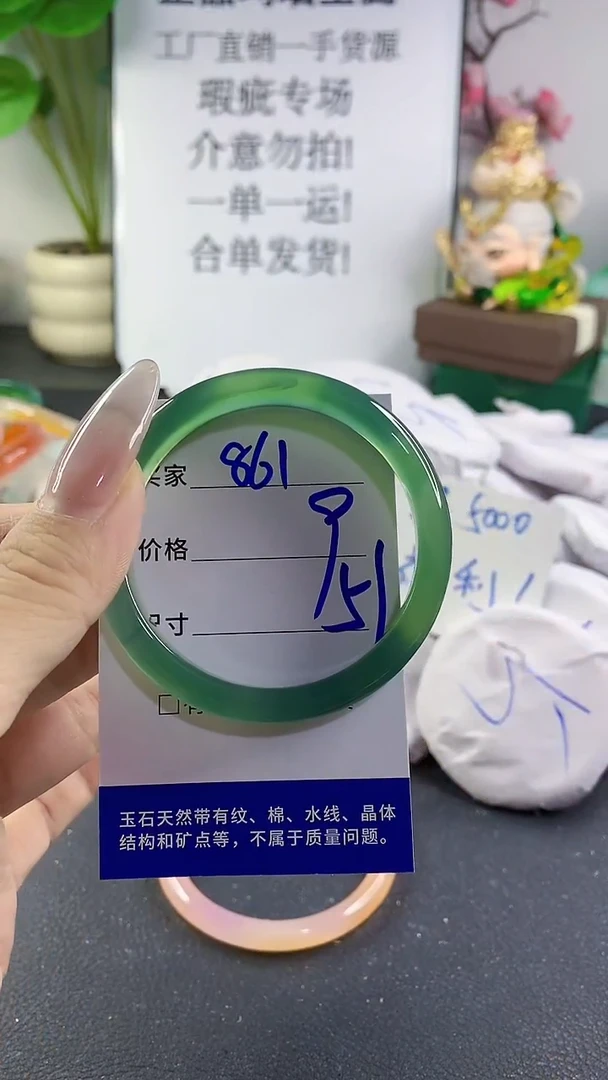 工厂直销一手货源
瑕疵专场
介意勿拍!
一单一运!
合单发货!
家 861
价格
寸 51
5000
玉石天然带有纹、棉、水线、晶体
结构和矿点等，不属于质量问题。